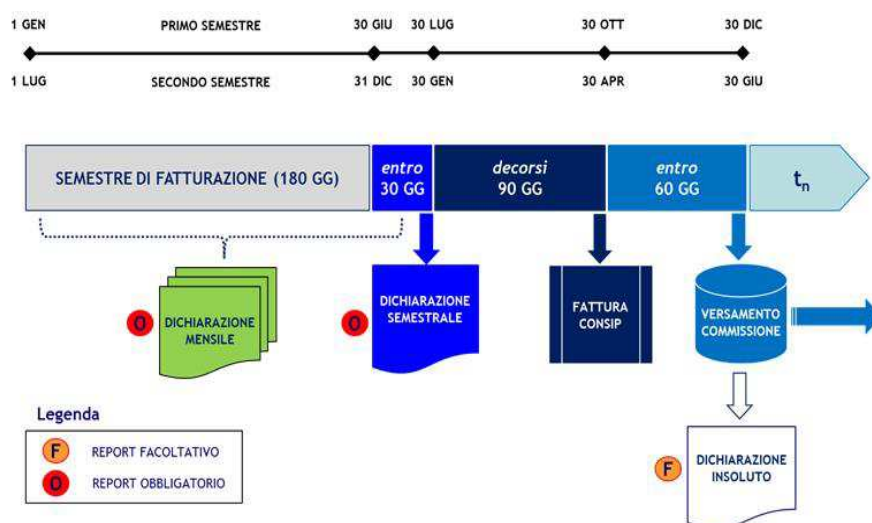 1 GEN PRIMO SEMESTRE 30 GIU 30 LUG 30 OTT 30 DIC
1 LUG SECONDO SEMESTRE 31 DIC 30 GEN 30 APR 30 GIU
SEMESTRE DI FATTURAZIONE (180 GG)
entro
30 GG
decorsi
90 GG
entro
60 GG
tn
O
DICHIARAZIONE
MENSILE
O
DICHIARAZIONE
SEMESTRALE
FATTURA
CONSIP
VERSAMENTO
COMMISSIONE
Legenda
F REPORT FACOLTATIVO
O REPORT OBBLIGATORIO
F
DICHIARAZIONE
INSOLUTO